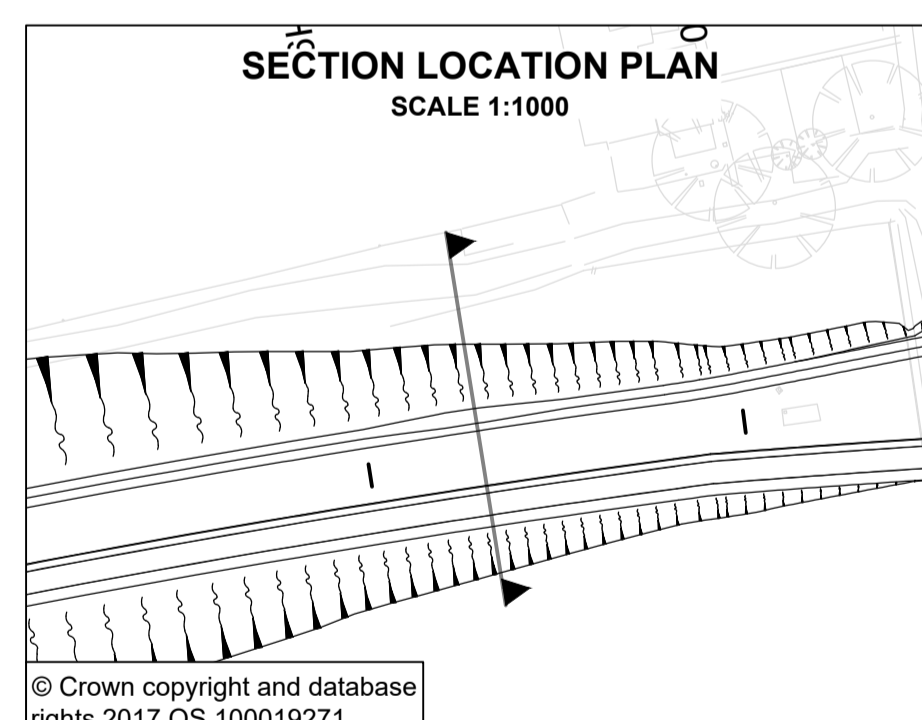 SECTION LOCATION PLAN
SCALE 1:1000
© Crown copyright and database
rights 2017 OS 100019271